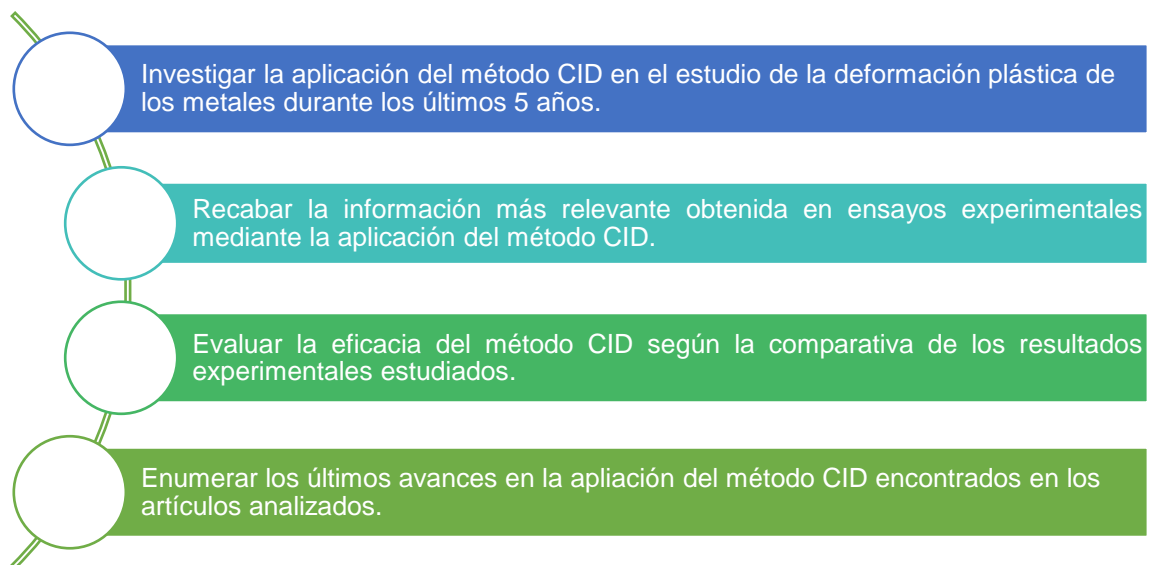 Investigar la aplicación del método CID en el estudio de la deformación plástica de
los metales durante los últimos 5 años.
Recabar la información más relevante obtenida en ensayos experimentales
mediante la aplicación del método CID.
Evaluar la eficacia del método CID según la comparativa de los resultados
experimentales estudiados.
Enumerar los últimos avances en la apliación del método CID encontrados en los
artículos analizados.